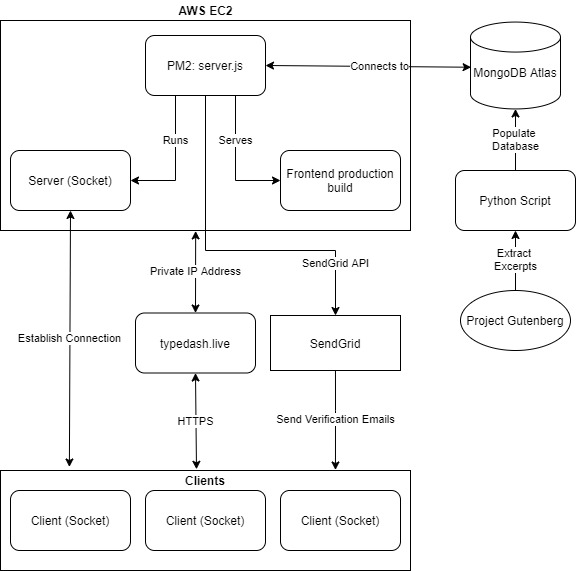 AWS EC2
PM2: server.js
Connects to
MongoDB Atlas
Runs
Serves
Populate
Database
Server (Socket)
Frontend production
build
Python Script
Private IP Address
SendGrid API
Extract
Excerpts
Establish Connection
typedash.live
SendGrid
Project Gutenberg
HTTPS
Send Verification Emails
Clients
Client (Socket)
Client (Socket)
Client (Socket)